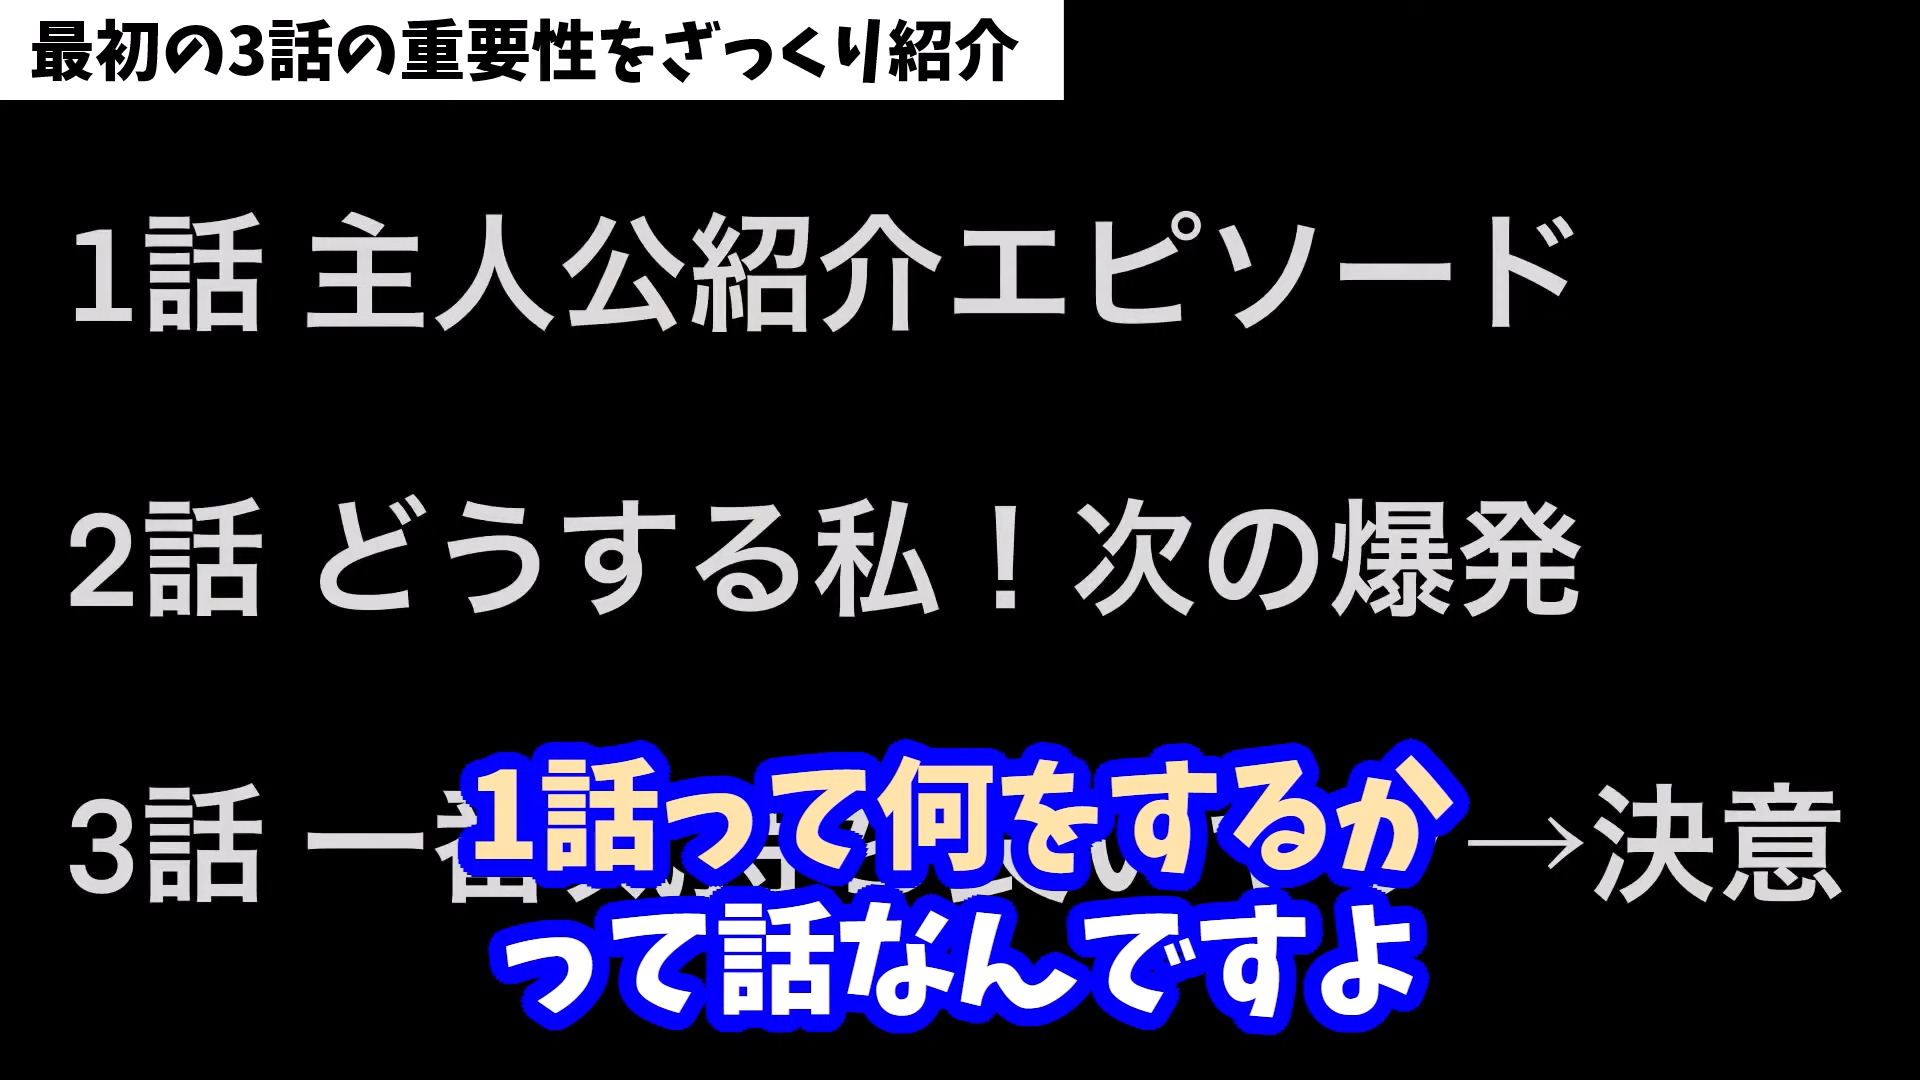 最初の3話の重要性をざっくり紹介
1話 主人公紹介エピソード
2話 どうする私！次の爆発
3話 一番 →決意
1話って何をするか
って話なんですよ